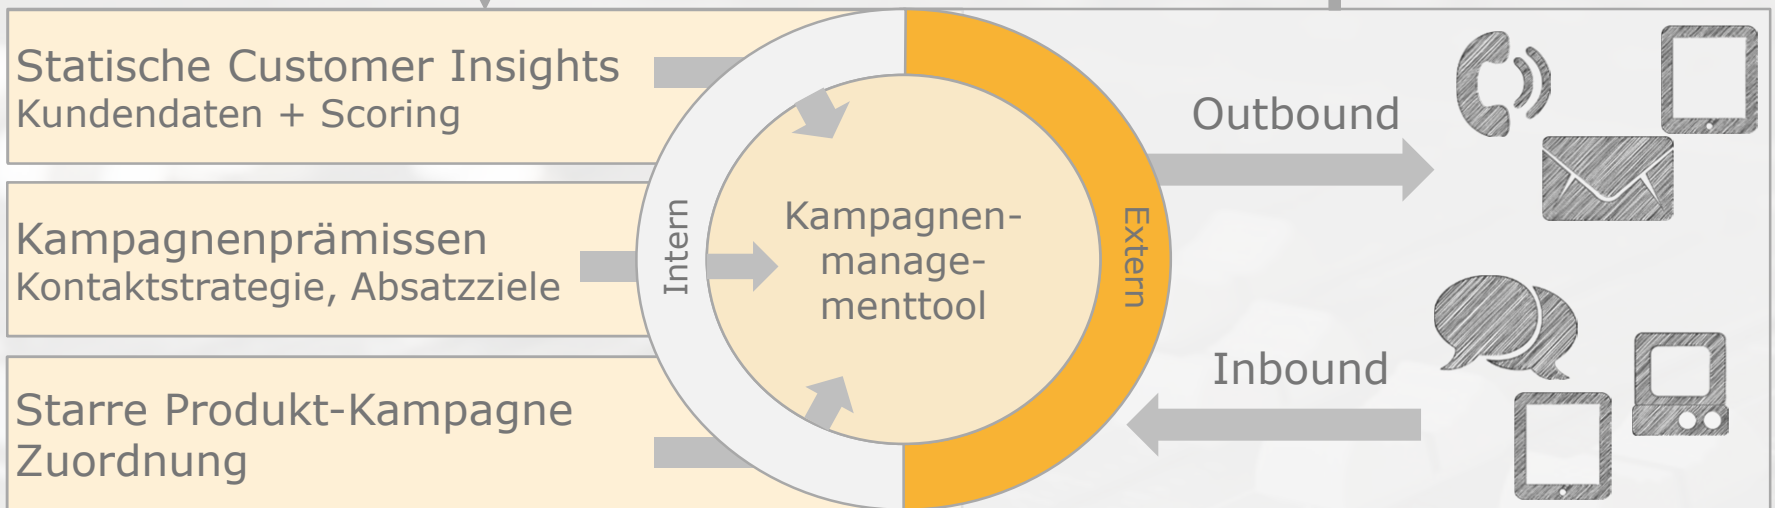 Statische Customer Insights
Kundendaten + Scoring
Kampagnenprämissen
Kontaktstrategie, Absatzziele
Starre Produkt-Kampagne
Zuordnung
Intern
Kampagnen-
manage-
menttool
Extern
Outbound
Inbound